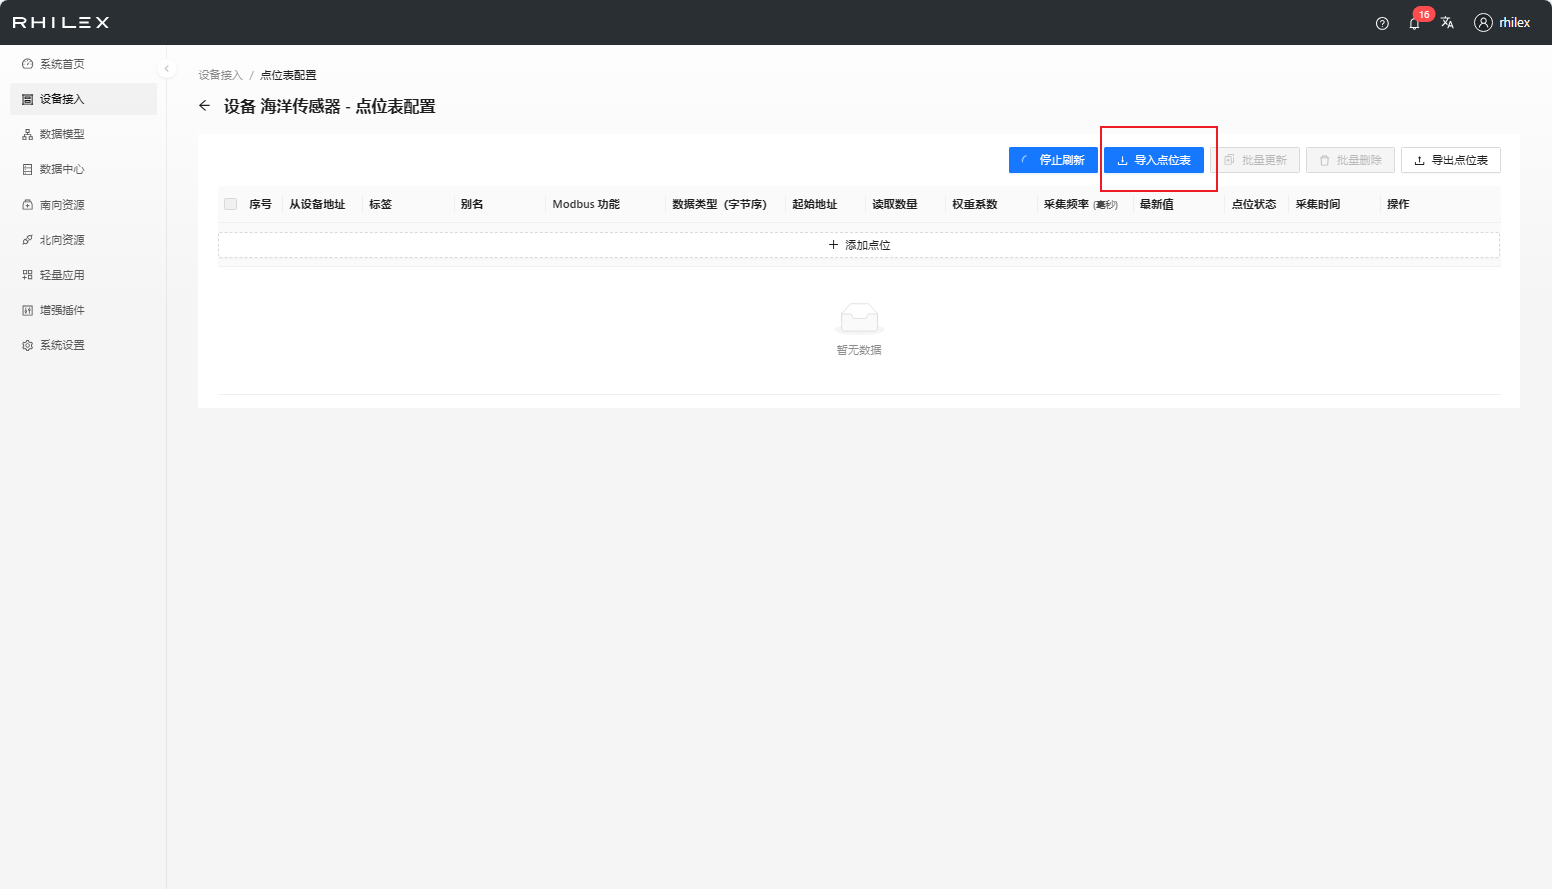 RHILEX
16
rhilex
系统首页
设备接入
数据模型
数据中心
南向资源
北向资源
轻量应用
增强插件
系统设置
设备接入 / 点位表配置
设备 海洋传感器 - 点位表配置
停止刷新 导入点位表 批量更新 批量删除 导出点位表
序号 从设备地址 标签 别名 Modbus 功能 数据类型（字节序） 起始地址 读取数量 权重系数 采集频率 (毫秒) 最新值 点位状态 采集时间 操作
+ 添加点位
暂无数据